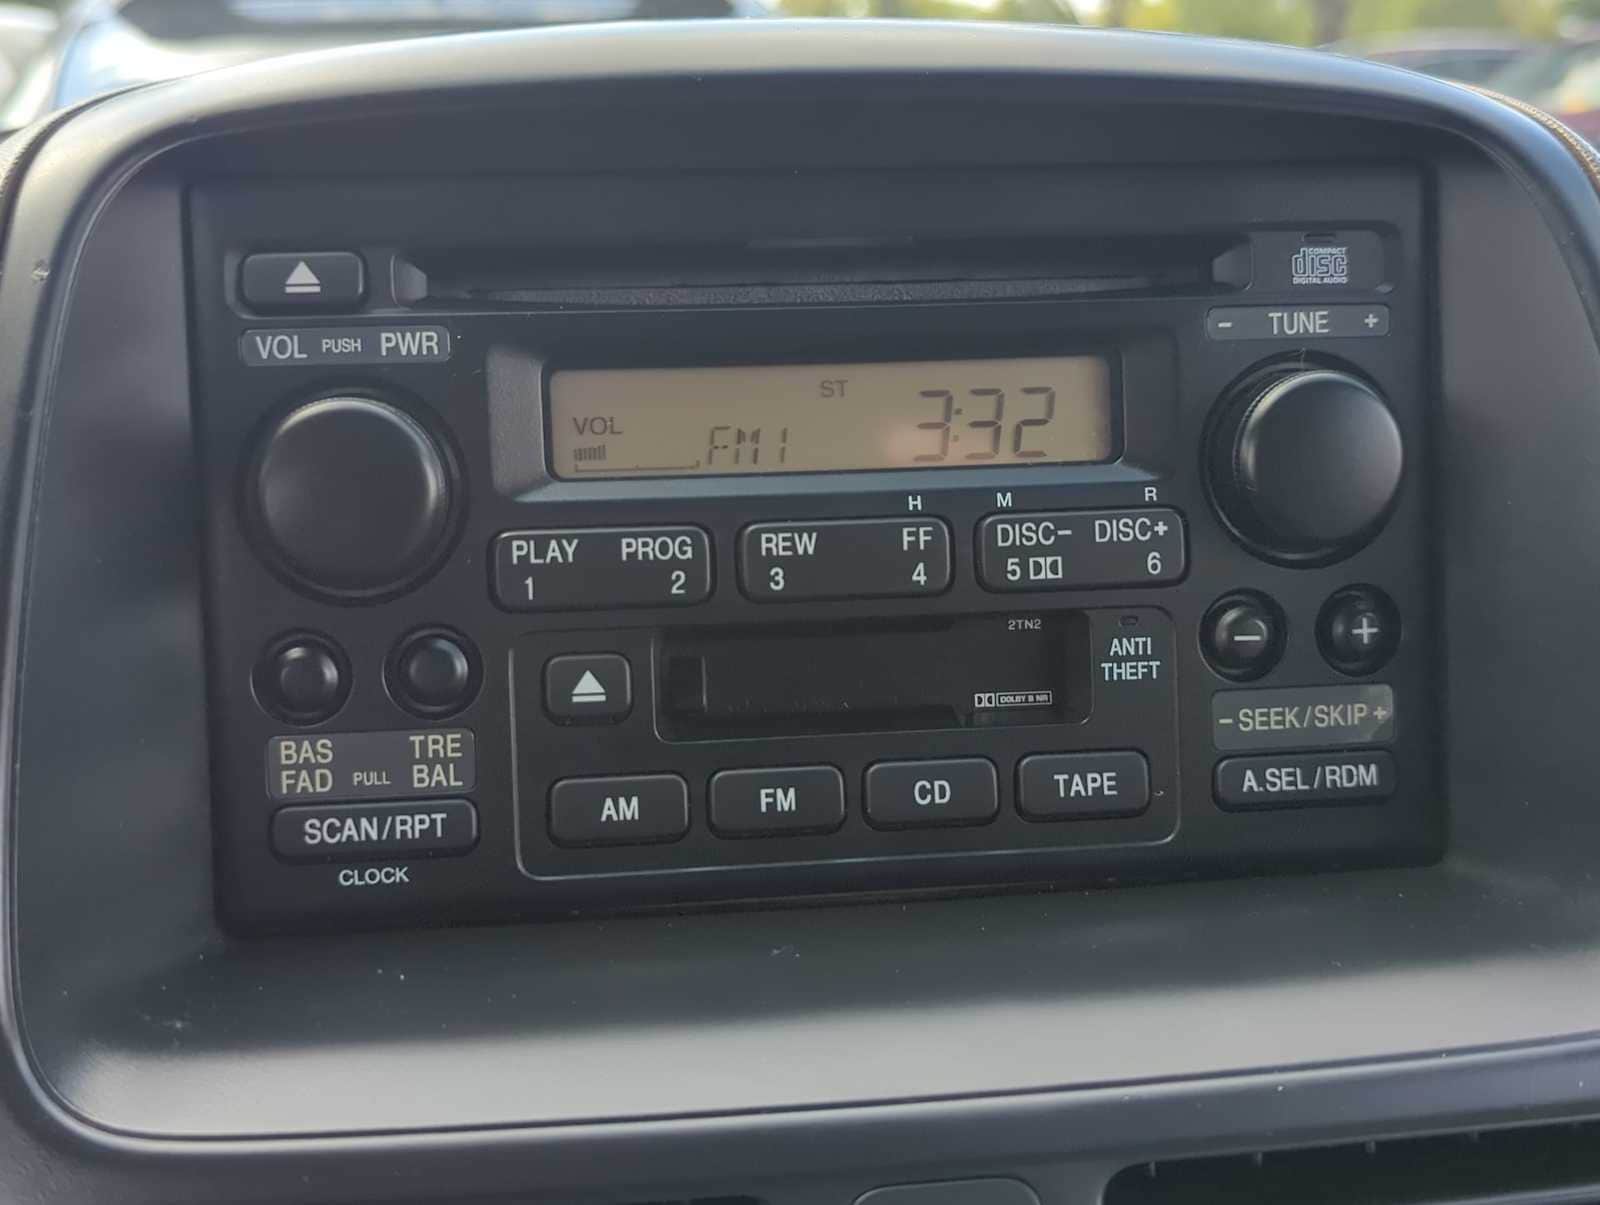 COMPACT
disc
DIGITAL AUDIO
VOL PUSH PWR
- TUNE +
ST
VOL
FM1
3:32
H M R
PLAY PROG
1 2
REW FF
3 4
DISC- DISC+
5 6
2TN2
ANTI
THEFT
DOLBY B NR
- +
BAS TRE
FAD PULL BAL
- SEEK/SKIP +
AM FM CD TAPE
A.SEL/RDM
SCAN/RPT
CLOCK